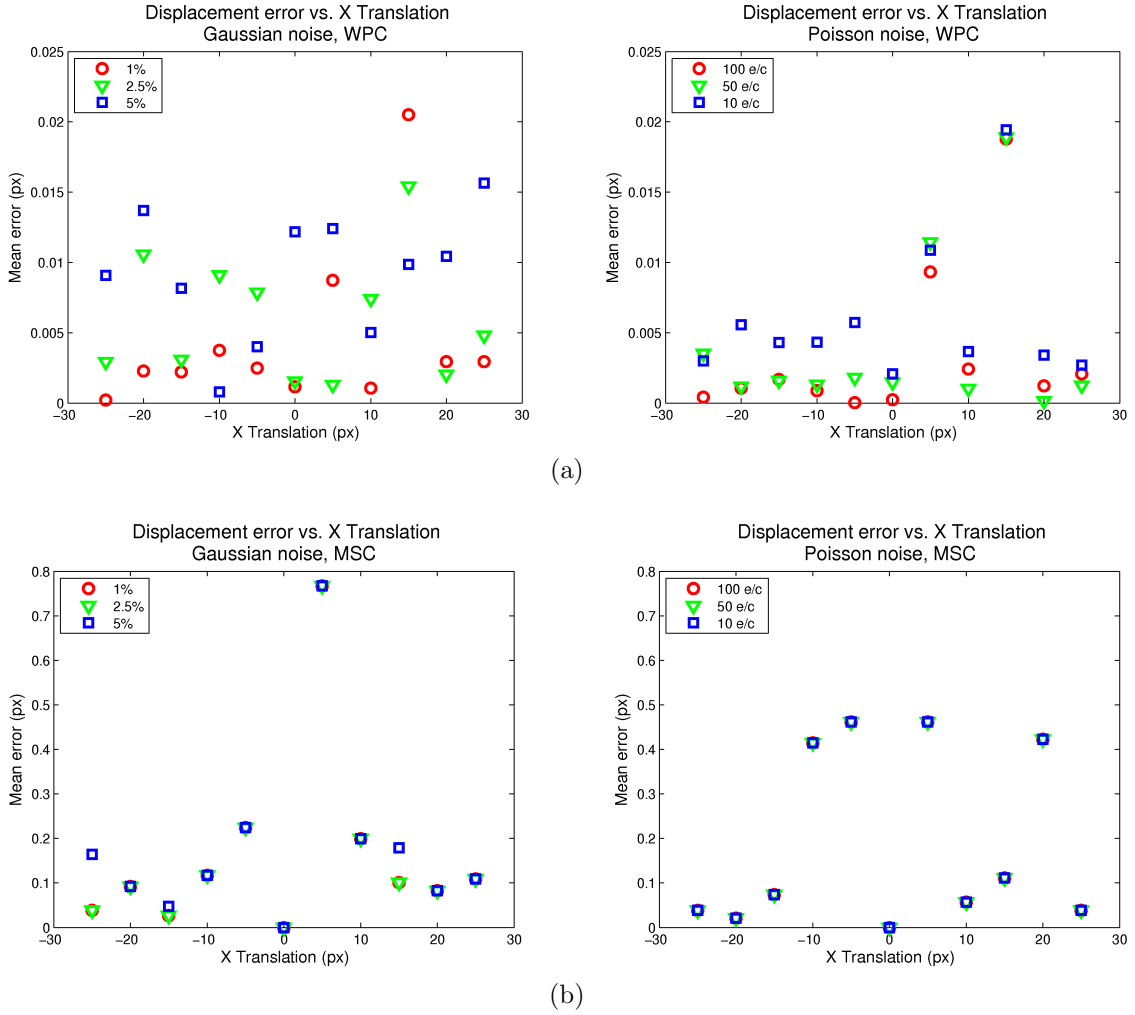 Displacement error vs. X Translation
Gaussian noise, WPC
0.025
0.02
0.015
0.01
0.005
0
Mean error (px)
1%
2.5%
5%
−30 −20 −10 0 10 20 30
X Translation (px)
Displacement error vs. X Translation
Poisson noise, WPC
0.025
0.02
0.015
0.01
0.005
0
Mean error (px)
100 e/c
50 e/c
10 e/c
−30 −20 −10 0 10 20 30
X Translation (px)
(a)
Displacement error vs. X Translation
Gaussian noise, MSC
0.8
0.7
0.6
0.5
0.4
0.3
0.2
0.1
0
Mean error (px)
1%
2.5%
5%
−30 −20 −10 0 10 20 30
X Translation (px)
Displacement error vs. X Translation
Poisson noise, MSC
0.8
0.7
0.6
0.5
0.4
0.3
0.2
0.1
0
Mean error (px)
100 e/c
50 e/c
10 e/c
−30 −20 −10 0 10 20 30
X Translation (px)
(b)